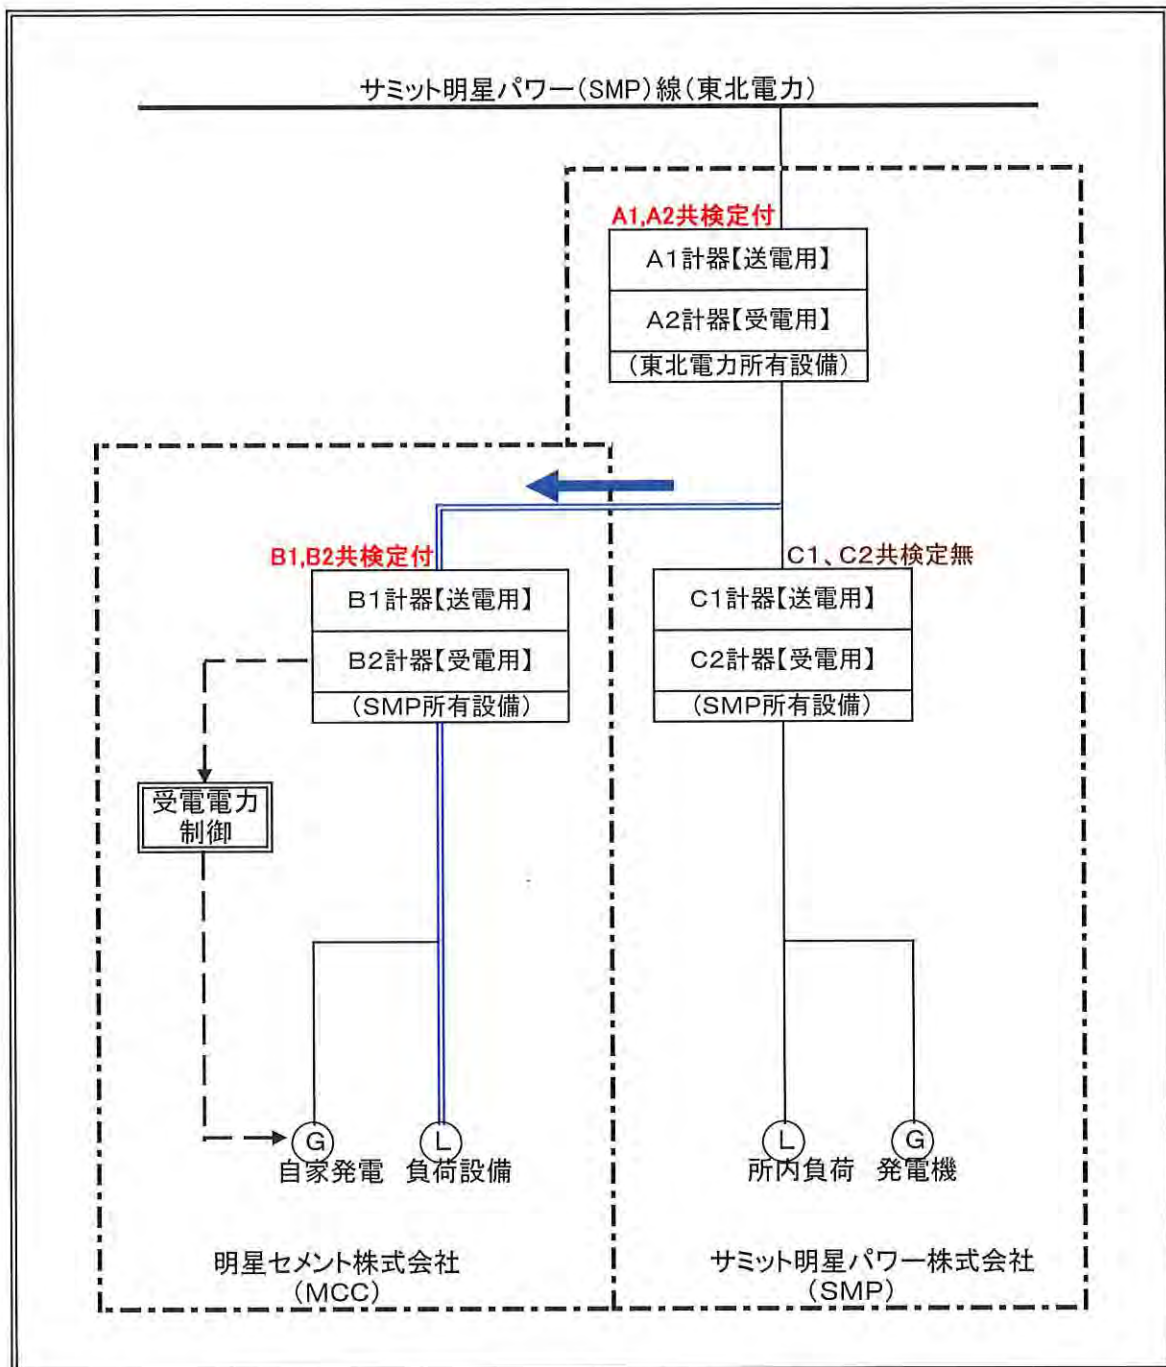 サミット明星パワー(SMP)線(東北電力)
A1,A2共検定付
A1計器【送電用】
A2計器【受電用】
(東北電力所有設備)
B1,B2共検定付
B1計器【送電用】
B2計器【受電用】
(SMP所有設備)
C1、C2共検定無
C1計器【送電用】
C2計器【受電用】
(SMP所有設備)
受電電力
制御
G
自家発電
L
負荷設備
L
所内負荷
G
発電機
明星セメント株式会社
(MCC)
サミット明星パワー株式会社
(SMP)